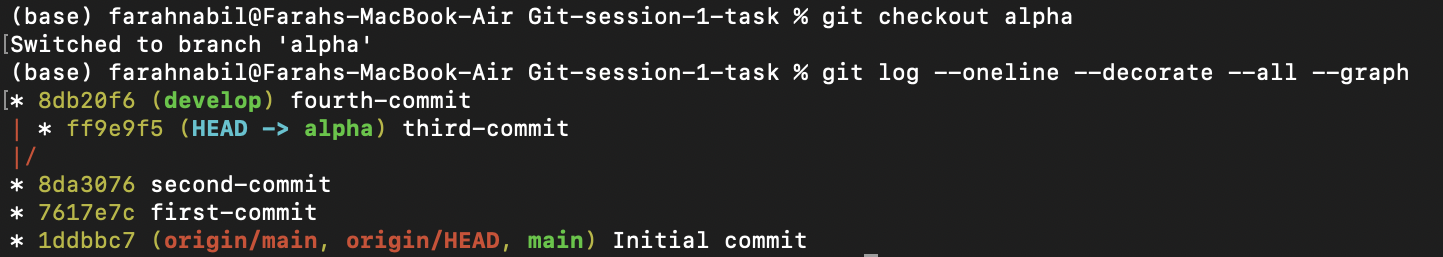 (base) farahnabil@Farahs-MacBook-Air Git-session-1-task % git checkout alpha
[Switched to branch 'alpha'
(base) farahnabil@Farahs-MacBook-Air Git-session-1-task % git log --oneline --decorate --all --graph
[* 8db20f6 (develop) fourth-commit
| * ff9e9f5 (HEAD -> alpha) third-commit
|/
* 8da3076 second-commit
* 7617e7c first-commit
* 1ddbbc7 (origin/main, origin/HEAD, main) Initial commit